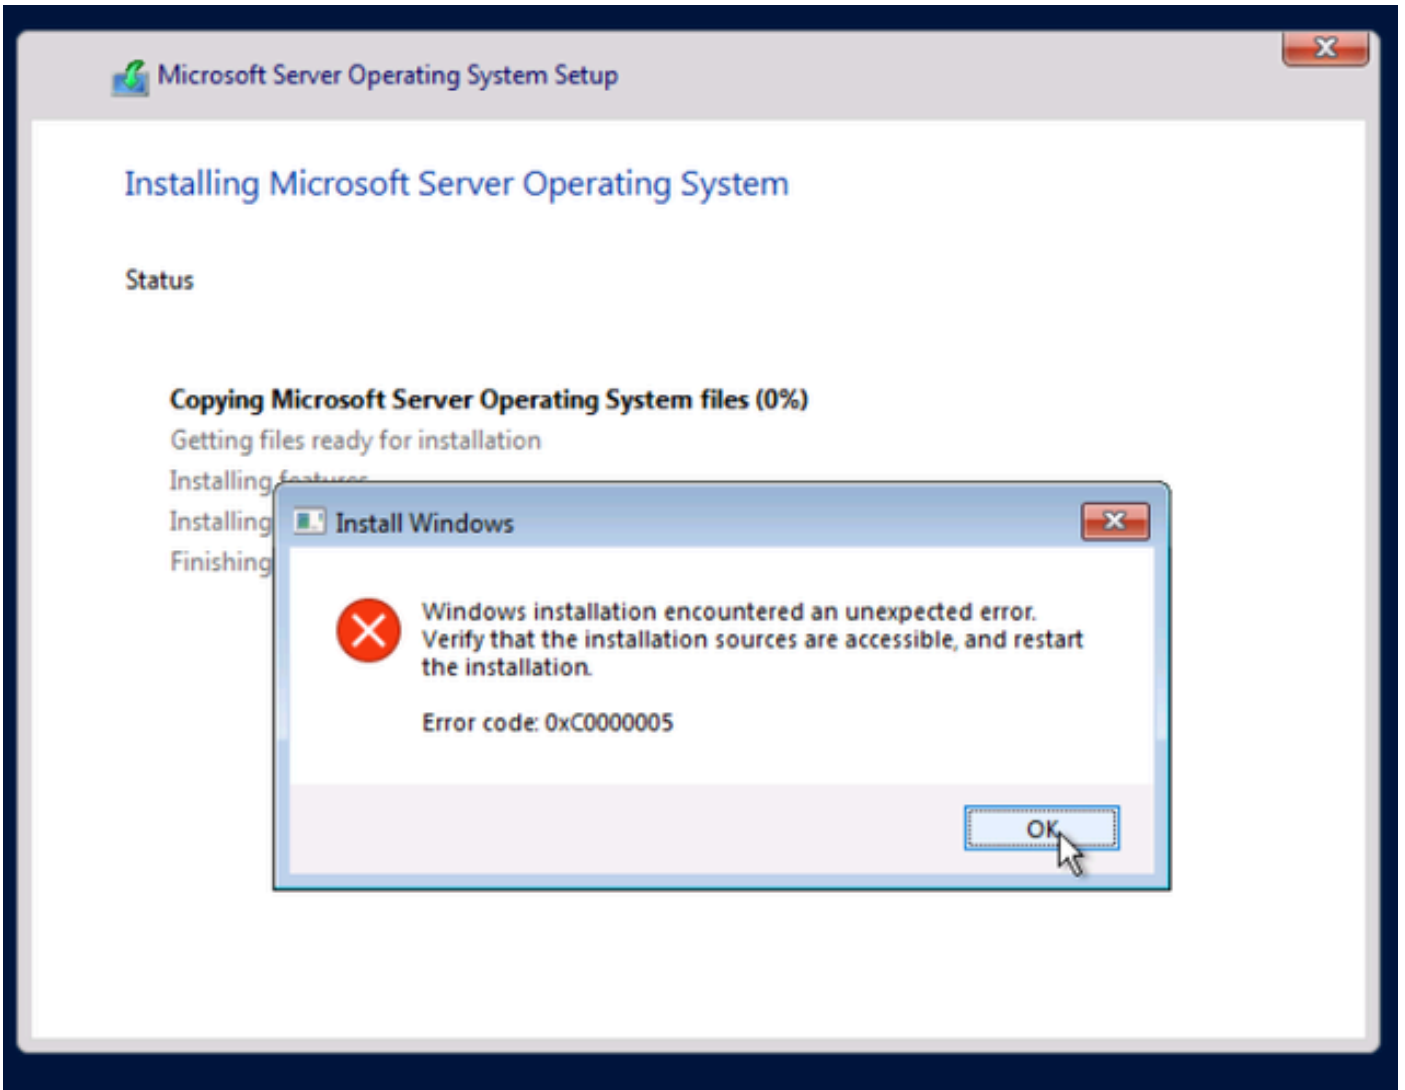 Microsoft Server Operating System Setup
Installing Microsoft Server Operating System
Status
Copying Microsoft Server Operating System files (0%)
Getting files ready for installation
Installing features
Installing
Finishing
Install Windows
Windows installation encountered an unexpected error.
Verify that the installation sources are accessible, and restart
the installation.
Error code: 0xC0000005
OK